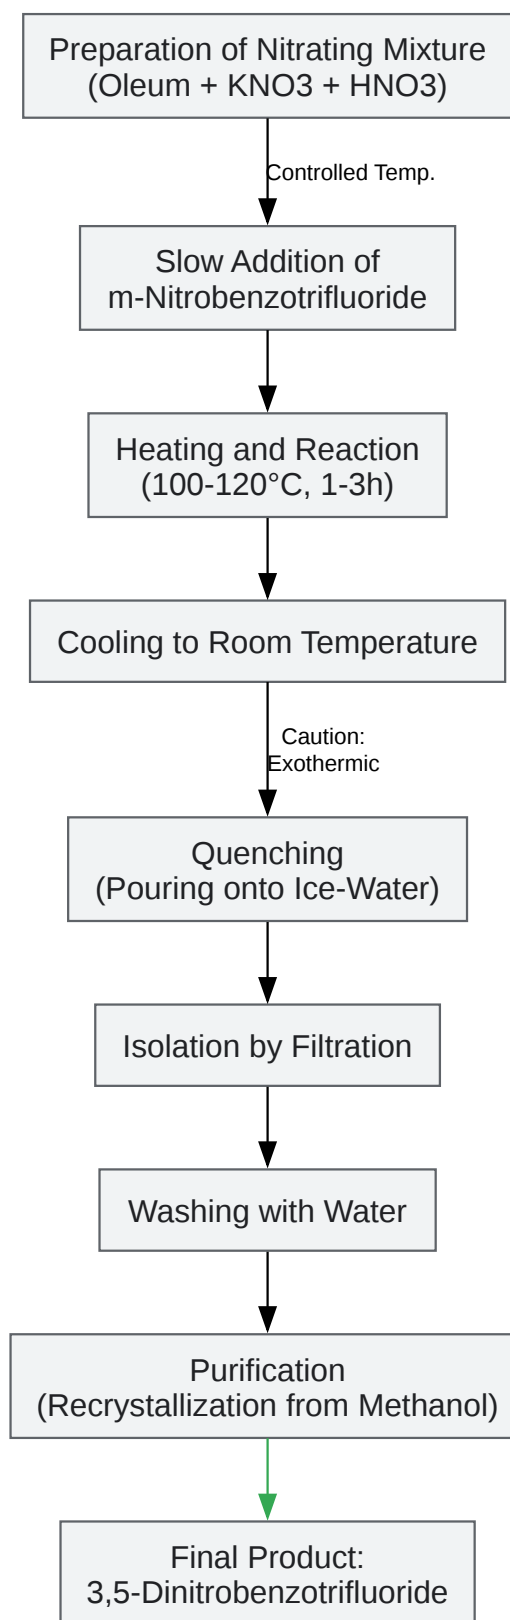 Preparation of Nitrating Mixture
(Oleum + KNO3 + HNO3)
Controlled Temp.
Slow Addition of
m-Nitrobenzotrifluoride
Heating and Reaction
(100-120°C, 1-3h)
Cooling to Room Temperature
Caution:
Exothermic
Quenching
(Pouring onto Ice-Water)
Isolation by Filtration
Washing with Water
Purification
(Recrystallization from Methanol)
Final Product:
3,5-Dinitrobenzotrifluoride